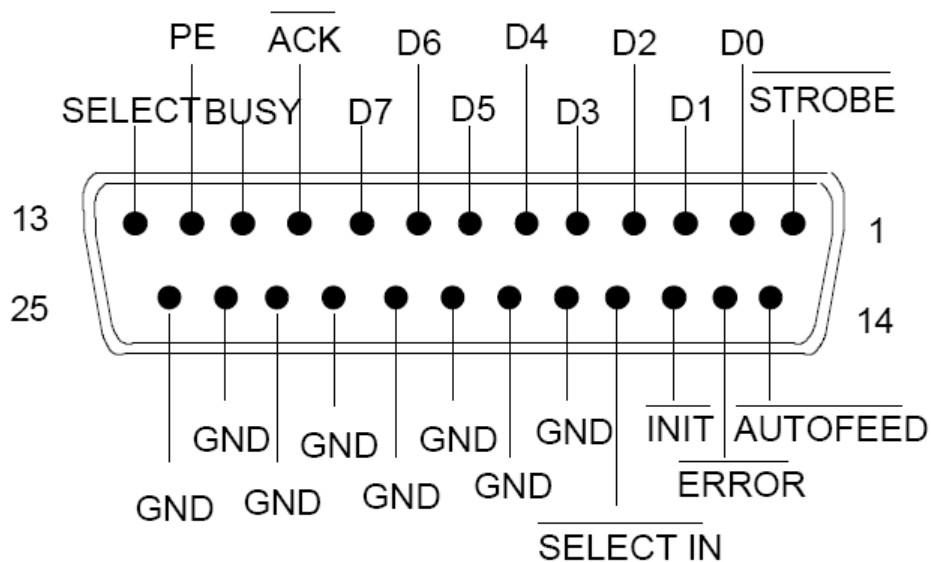 PE ACK D6 D4 D2 D0
SELECT BUSY D7 D5 D3 D1 STROBE
13 1
25 14
GND GND GND GND INIT AUTOFEED
GND GND GND GND ERROR
SELECT IN